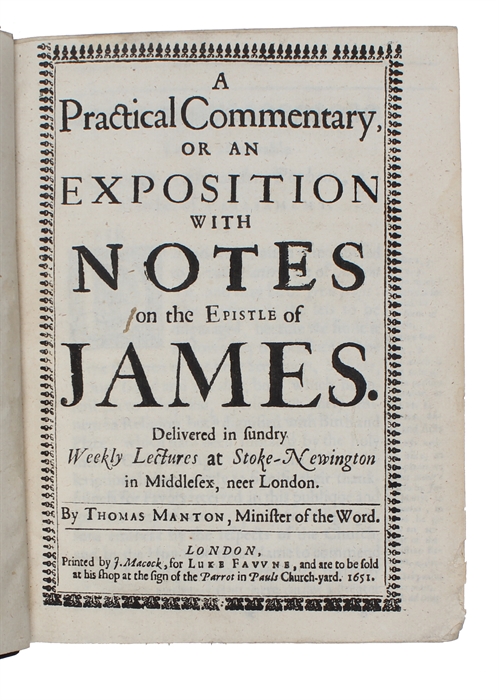 A
Practical Commentary,
OR AN
EXPOSITION
WITH
NOTES
on the EPISTLE of
JAMES.
Delivered in ſundry
Weekly Lectures at Stoke-Newington
in Middleſex, neer London.
By THOMAS MANTON, Miniſter of the Word.
LONDON,
Printed by J. Macock, for LUKE FAVVNE, and are to be ſold
at his ſhop at the ſign of the Parrot in Pauls Church-yard. 1651.